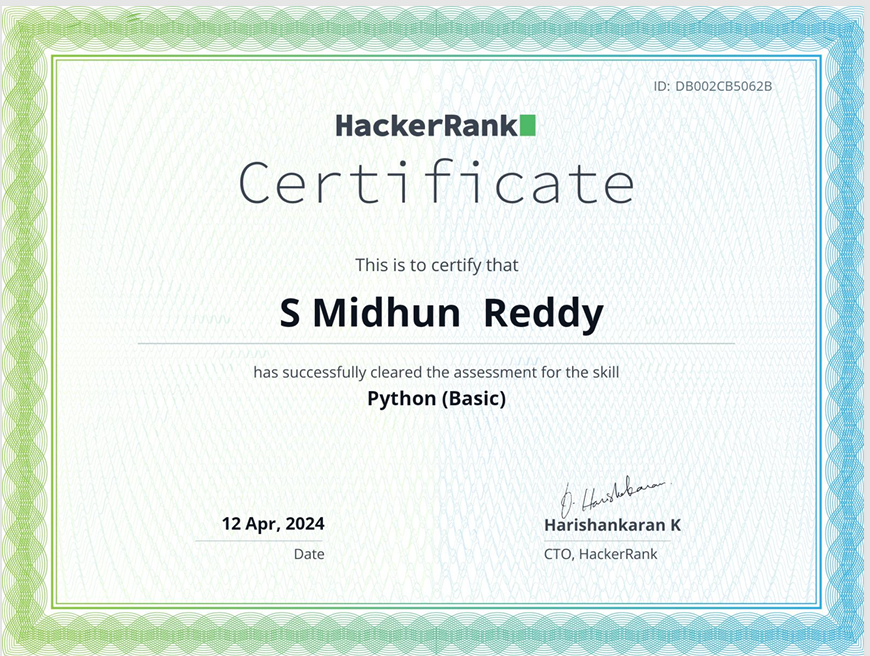 ID: DB002CB5062B
HackerRank
Certificate
This is to certify that
S Midhun  Reddy
has successfully cleared the assessment for the skill
Python (Basic)
12 Apr, 2024
Date
Harishankaran K
CTO, HackerRank